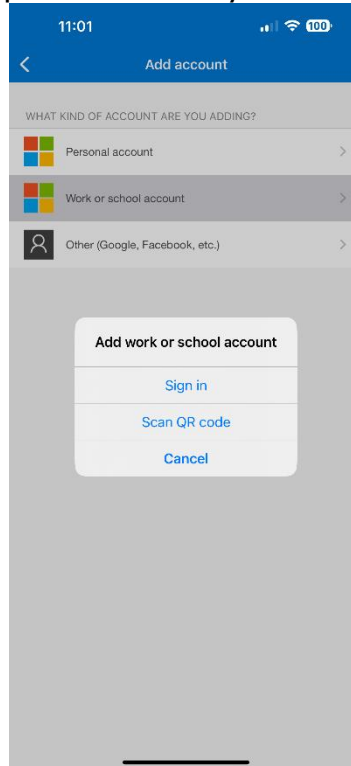 11:01
100
Add account
WHAT KIND OF ACCOUNT ARE YOU ADDING?
Personal account
Work or school account
Other (Google, Facebook, etc.)
Add work or school account
Sign in
Scan QR code
Cancel